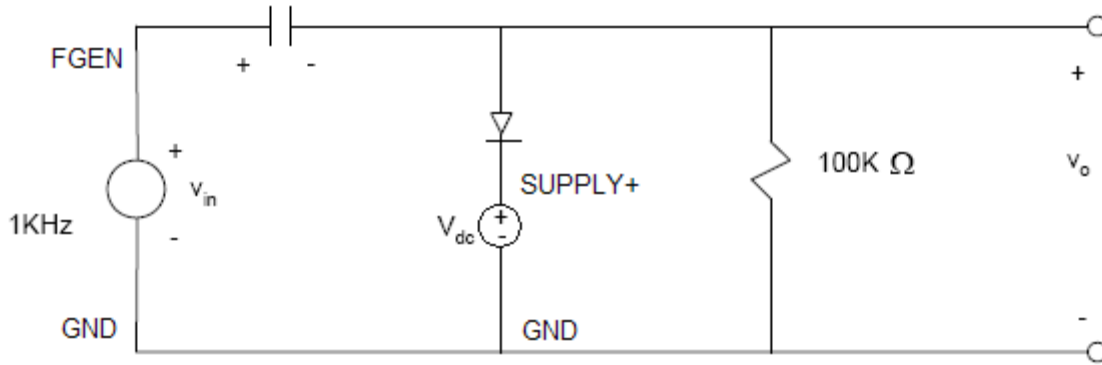 FGEN
+ -
+
+
v_in
100K Ω
v_o
SUPPLY+
1KHz
V_dc
+
-
-
-
GND
GND